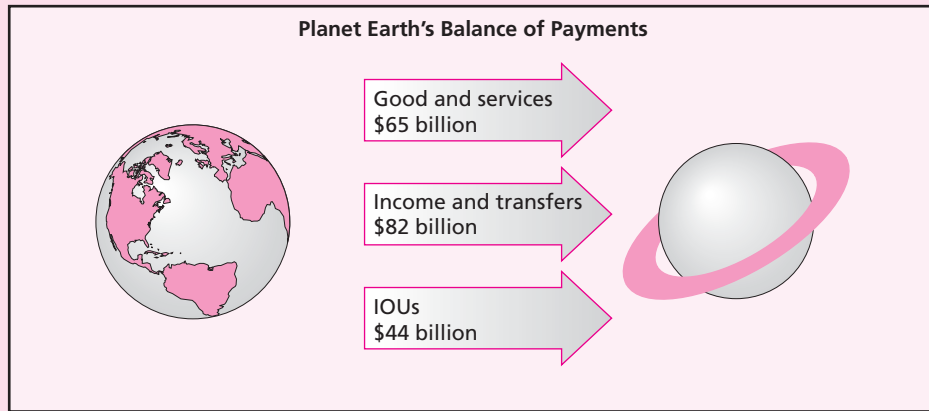 Planet Earth's Balance of Payments
Good and services
$65 billion
Income and transfers
$82 billion
IOUs
$44 billion